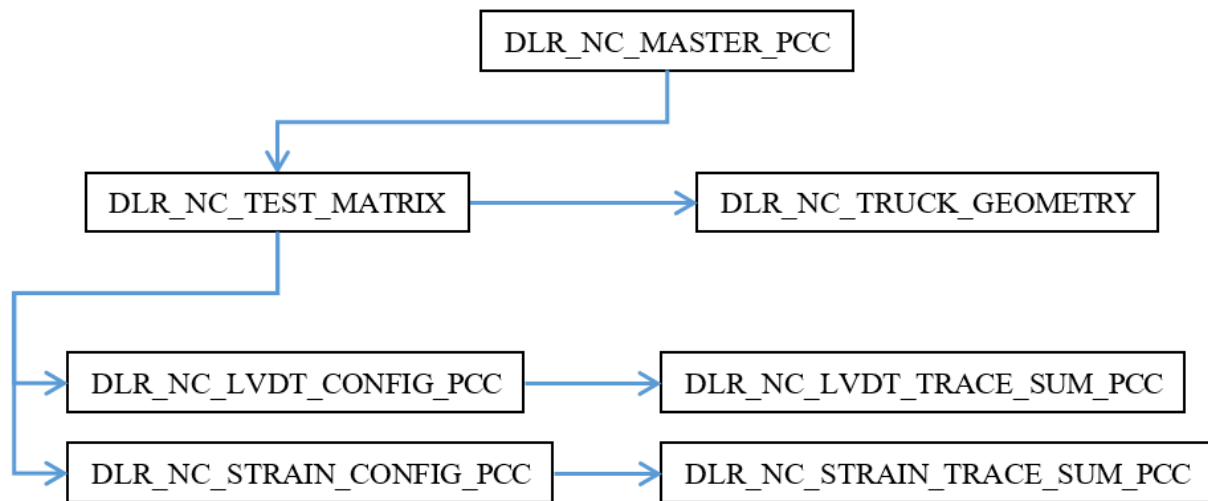 DLR_NC_MASTER_PCC
DLR_NC_TEST_MATRIX
DLR_NC_TRUCK_GEOMETRY
DLR_NC_LVDT_CONFIG_PCC
DLR_NC_LVDT_TRACE_SUM_PCC
DLR_NC_STRAIN_CONFIG_PCC
DLR_NC_STRAIN_TRACE_SUM_PCC